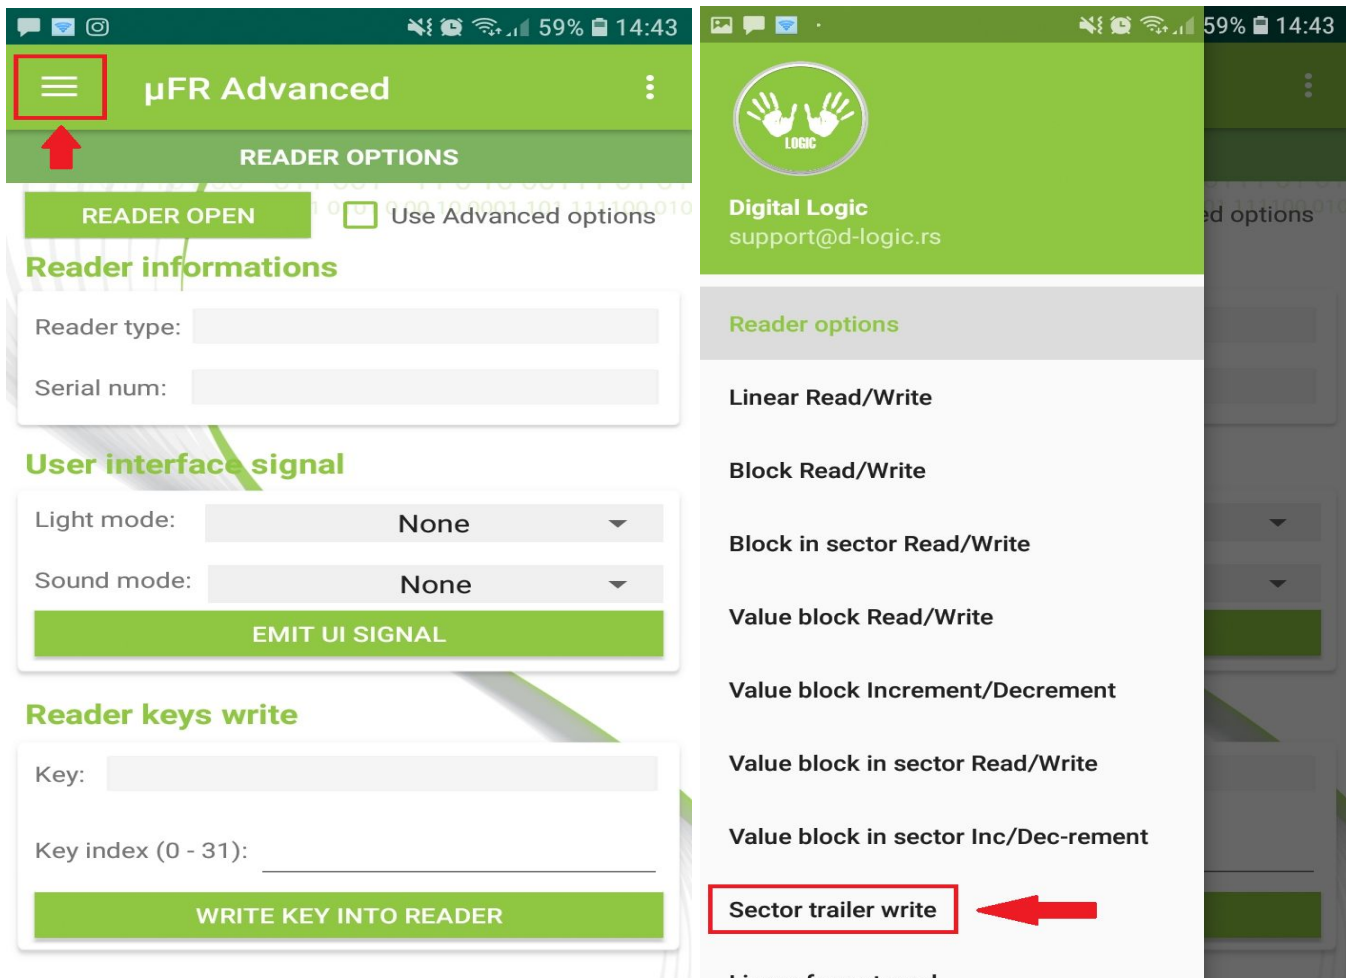 59% 14:43
µFR Advanced
READER OPTIONS
READER OPEN
Use Advanced options
Reader informations
Reader type:
Serial num:
User interface signal
Light mode:
None
Sound mode:
None
EMIT UI SIGNAL
Reader keys write
Key:
Key index (0 - 31):
WRITE KEY INTO READER
59% 14:43
LOGIC
Digital Logic
support@d-logic.rs
ed options
Reader options
Linear Read/Write
Block Read/Write
Block in sector Read/Write
Value block Read/Write
Value block Increment/Decrement
Value block in sector Read/Write
Value block in sector Inc/Dec-rement
Sector trailer write